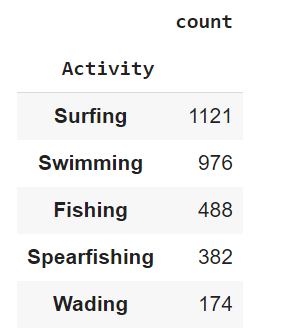 count
Activity
Surfing 1121
Swimming 976
Fishing 488
Spearfishing 382
Wading 174